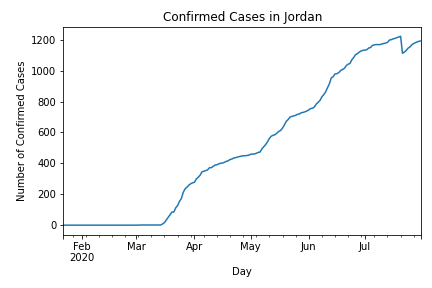 Confirmed Cases in Jordan
1200
1000
800
600
400
200
0
Number of Confirmed Cases
Feb Mar Apr May Jun Jul
2020
Day